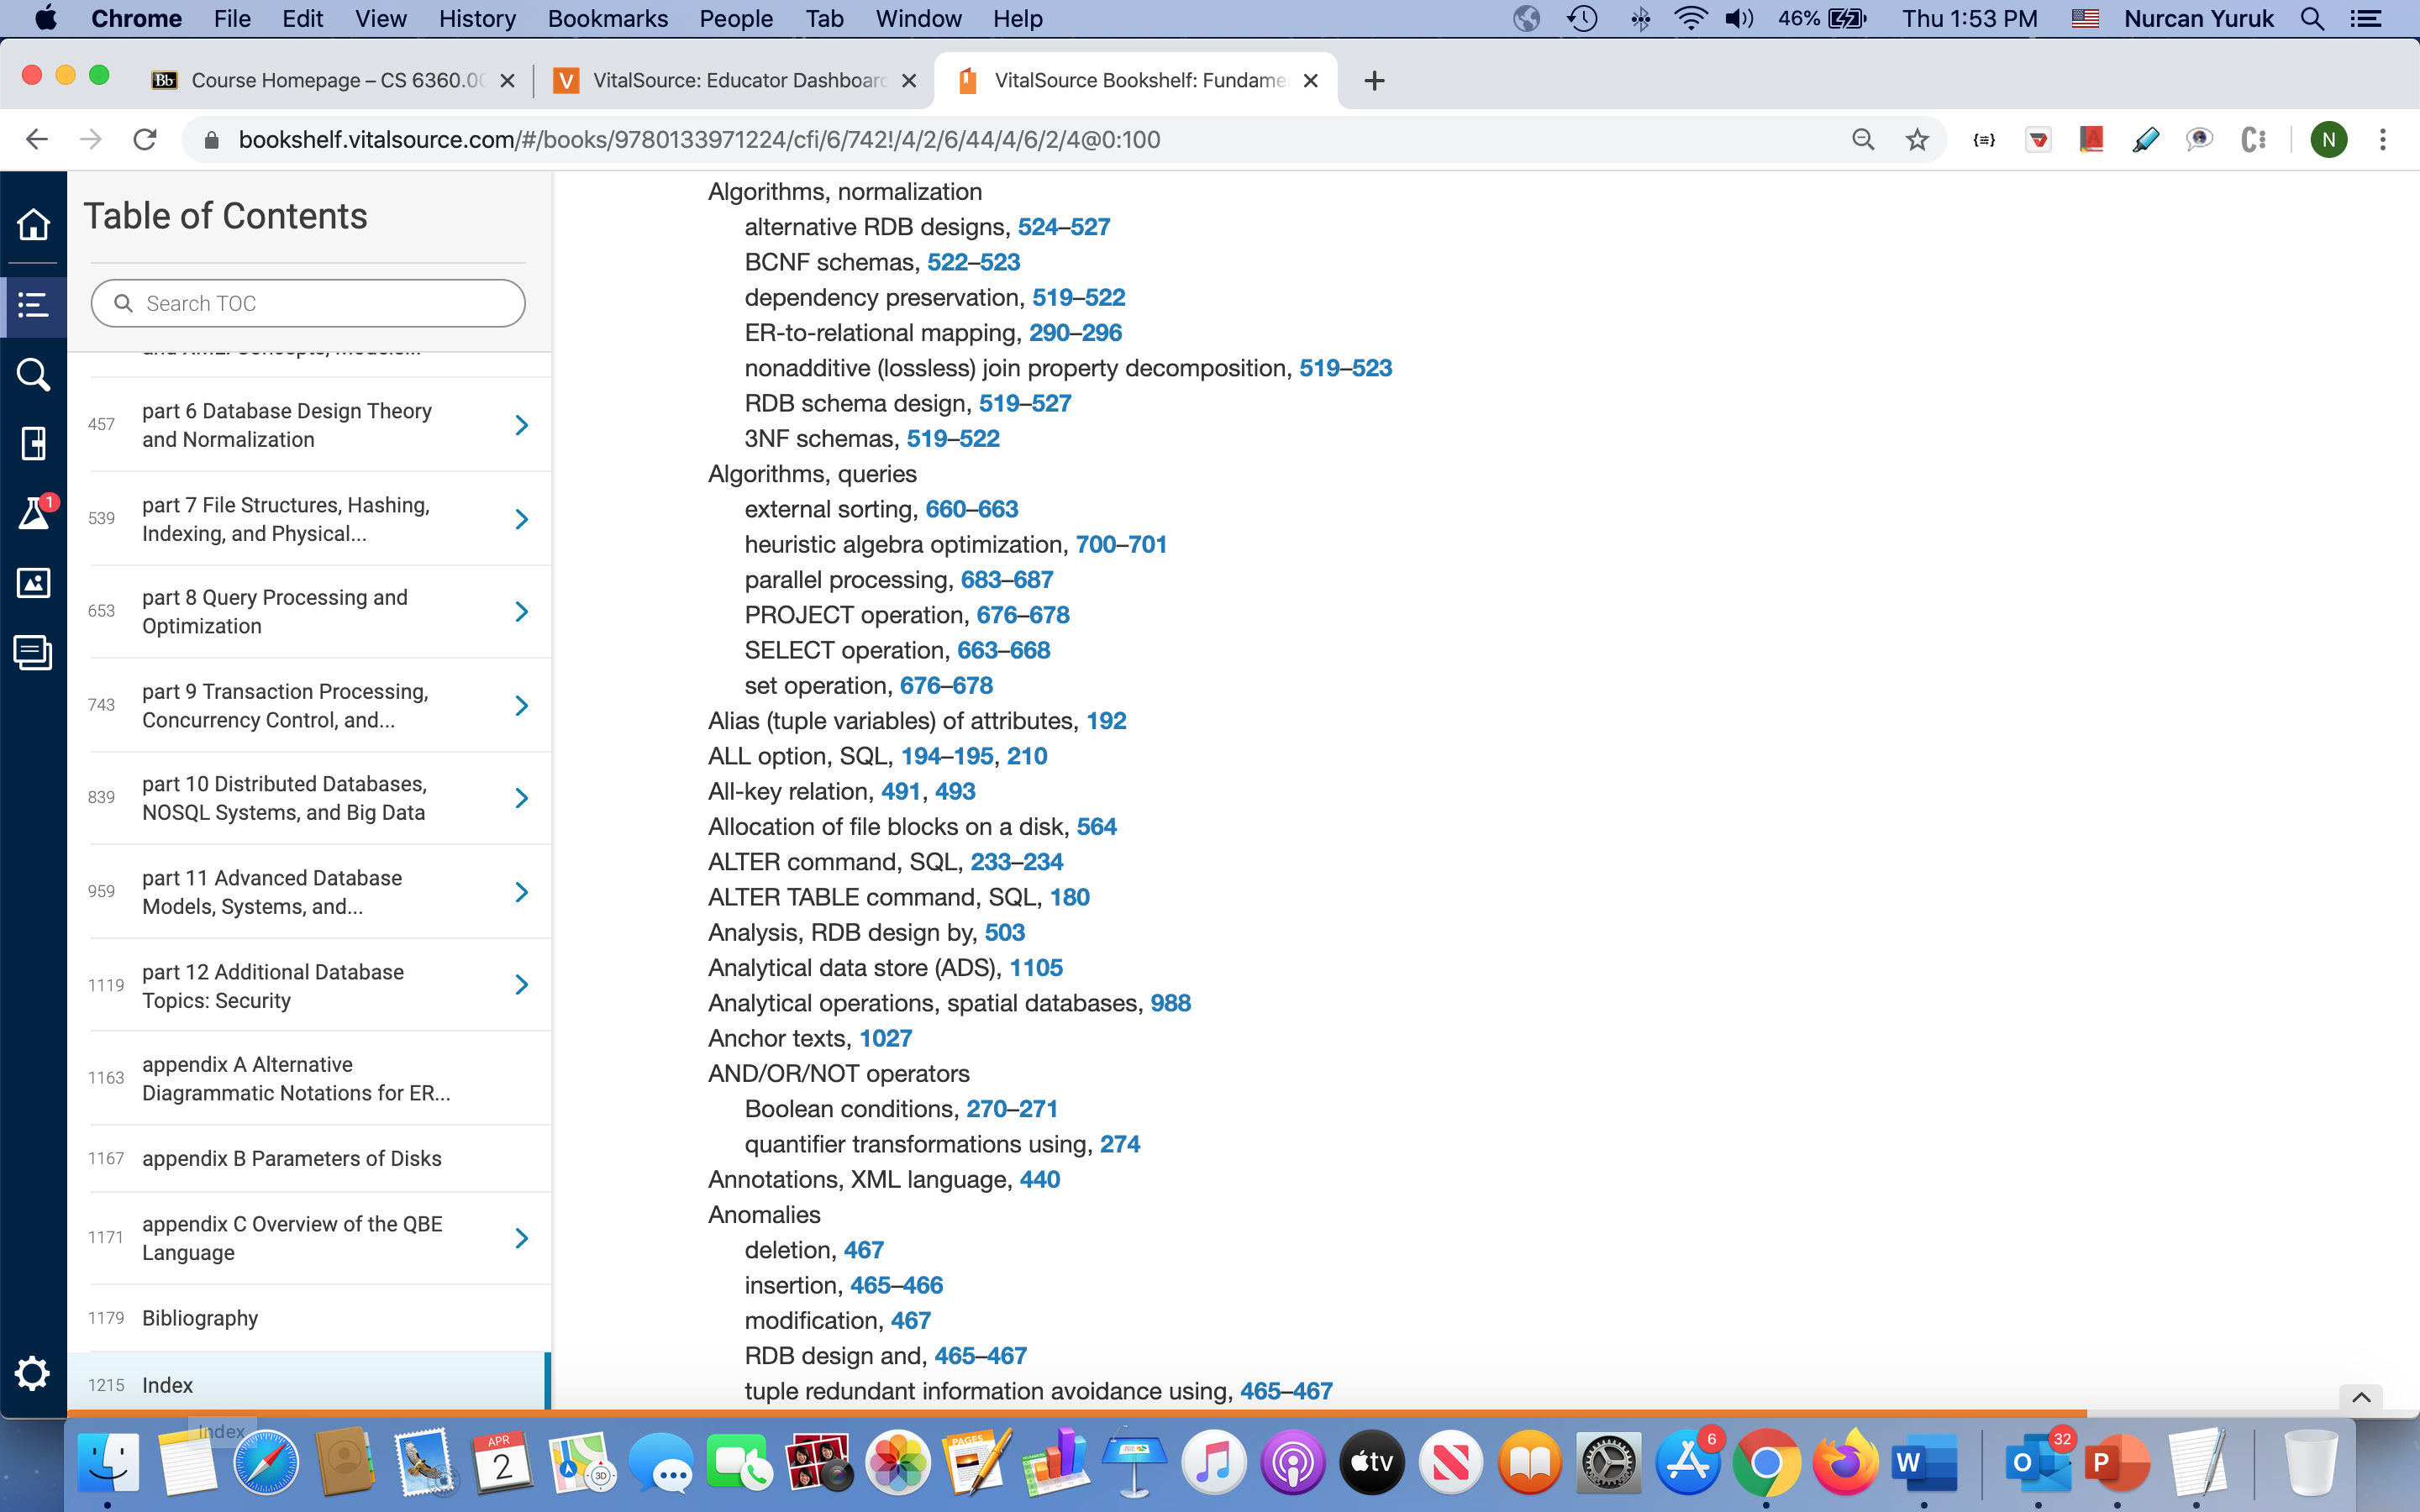 Chrome File Edit View History Bookmarks People Tab Window Help 46% Thu 1:53 PM Nurcan Yuruk
Bb Course Homepage – CS 6360.0 V VitalSource: Educator Dashboard VitalSource Bookshelf: Fundame
bookshelf.vitalsource.com/#/books/9780133971224/cfi/6/742!/4/2/6/44/4/6/2/4@0:100 N
Table of Contents
Search TOC
457 part 6 Database Design Theory
and Normalization
539 part 7 File Structures, Hashing,
Indexing, and Physical...
653 part 8 Query Processing and
Optimization
743 part 9 Transaction Processing,
Concurrency Control, and...
839 part 10 Distributed Databases,
NOSQL Systems, and Big Data
959 part 11 Advanced Database
Models, Systems, and...
1119 part 12 Additional Database
Topics: Security
1163 appendix A Alternative
Diagrammatic Notations for ER...
1167 appendix B Parameters of Disks
1171 appendix C Overview of the QBE
Language
1179 Bibliography
1215 Index
1
Algorithms, normalization
alternative RDB designs, 524–527
BCNF schemas, 522–523
dependency preservation, 519–522
ER-to-relational mapping, 290–296
nonadditive (lossless) join property decomposition, 519–523
RDB schema design, 519–527
3NF schemas, 519–522
Algorithms, queries
external sorting, 660–663
heuristic algebra optimization, 700–701
parallel processing, 683–687
PROJECT operation, 676–678
SELECT operation, 663–668
set operation, 676–678
Alias (tuple variables) of attributes, 192
ALL option, SQL, 194–195, 210
All-key relation, 491, 493
Allocation of file blocks on a disk, 564
ALTER command, SQL, 233–234
ALTER TABLE command, SQL, 180
Analysis, RDB design by, 503
Analytical data store (ADS), 1105
Analytical operations, spatial databases, 988
Anchor texts, 1027
AND/OR/NOT operators
Boolean conditions, 270–271
quantifier transformations using, 274
Annotations, XML language, 440
Anomalies
deletion, 467
insertion, 465–466
modification, 467
RDB design and, 465–467
tuple redundant information avoidance using, 465–467
Index
APR
2
3D
PAGES
tv
6
W
O
32
P